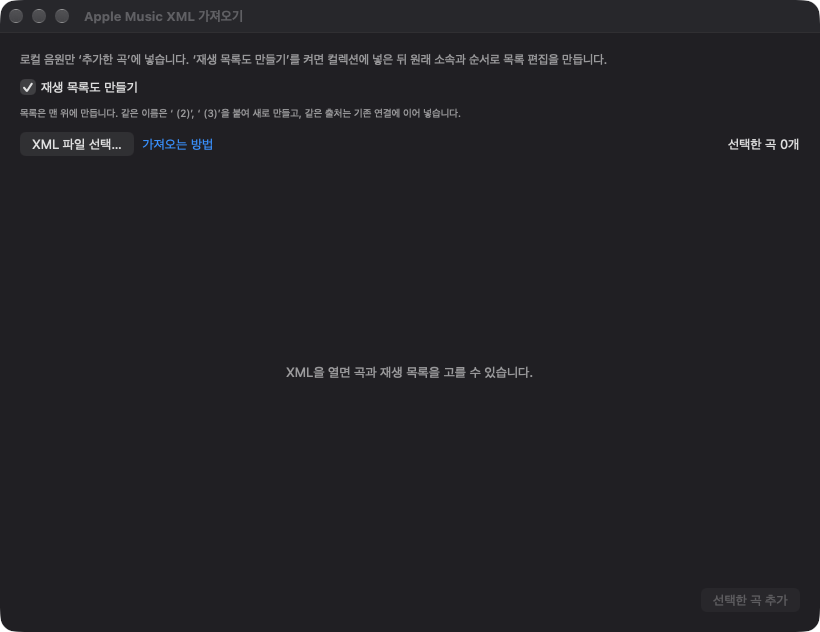 Apple Music XML 가져오기
로컬 음원만 ‘추가한 곡’에 넣습니다. ‘재생 목록도 만들기’를 켜면 컬렉션에 넣은 뒤 원래 소속과 순서로 목록 편집을 만듭니다.
재생 목록도 만들기
목록은 맨 위에 만듭니다. 같은 이름은 ‘ (2)’, ‘ (3)’을 붙여 새로 만들고, 같은 출처는 기존 연결에 이어 넣습니다.
XML 파일 선택... 가져오는 방법 선택한 곡 0개
XML을 열면 곡과 재생 목록을 고를 수 있습니다.
선택한 곡 추가